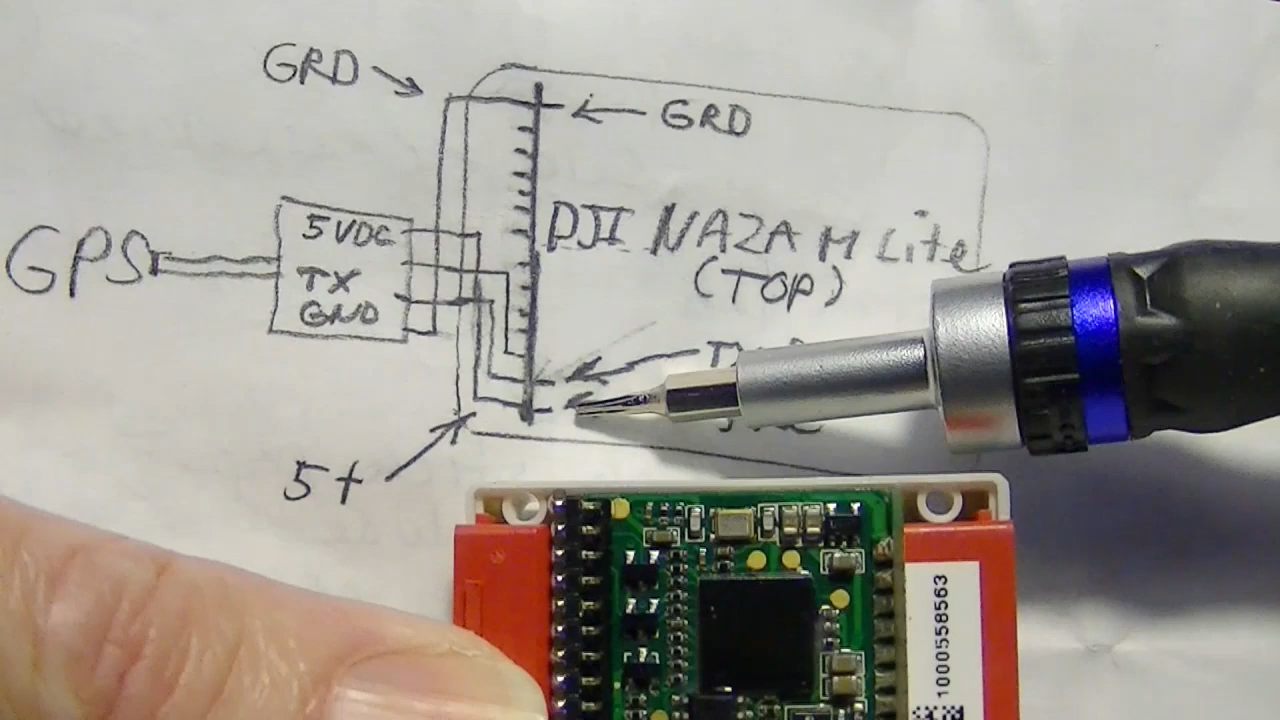 GRD
GRD
GPS
5VDC
TX
GND
DJI NAZA M Lite
(TOP)
5+
1000558563